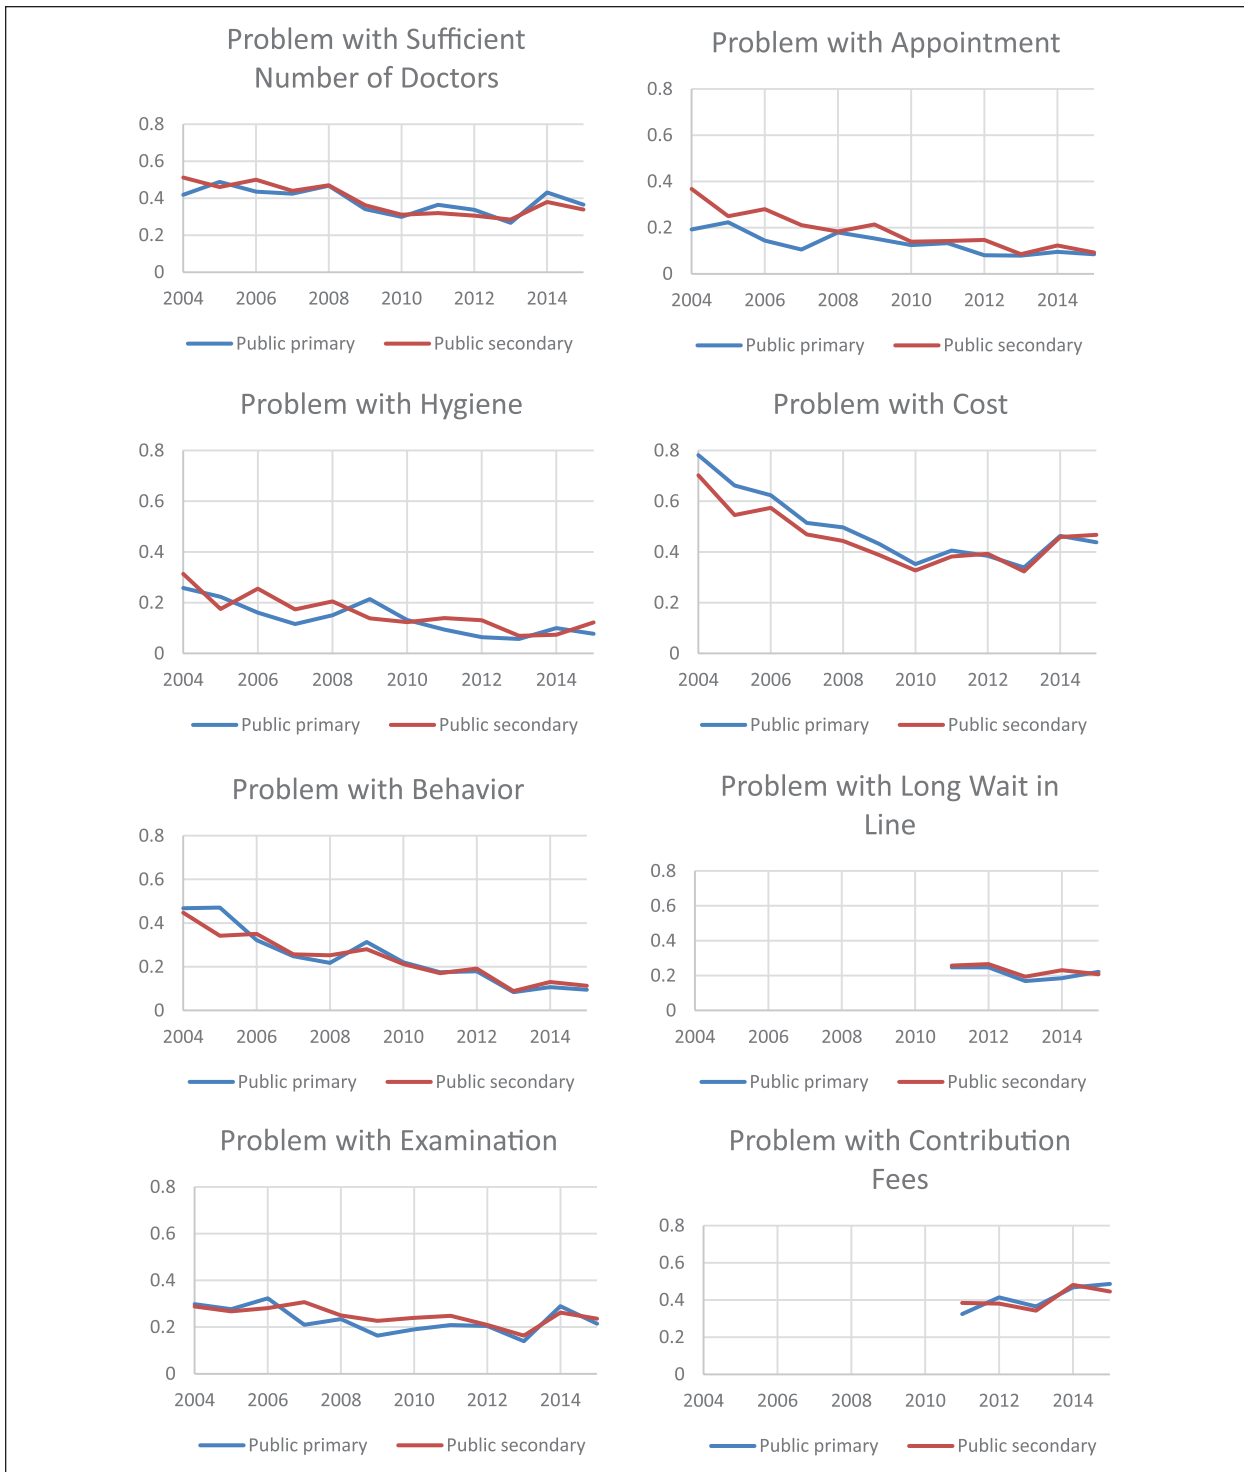 Problem with Sufficient
Number of Doctors
0.8
0.6
0.4
0.2
0
2004 2006 2008 2010 2012 2014
Public primary Public secondary
Problem with Appointment
0.8
0.6
0.4
0.2
0
2004 2006 2008 2010 2012 2014
Public primary Public secondary
Problem with Hygiene
0.8
0.6
0.4
0.2
0
2004 2006 2008 2010 2012 2014
Public primary Public secondary
Problem with Cost
0.8
0.6
0.4
0.2
0
2004 2006 2008 2010 2012 2014
Public primary Public secondary
Problem with Behavior
0.8
0.6
0.4
0.2
0
2004 2006 2008 2010 2012 2014
Public primary Public secondary
Problem with Long Wait in
Line
0.8
0.6
0.4
0.2
0
2004 2006 2008 2010 2012 2014
Public primary Public secondary
Problem with Examination
0.8
0.6
0.4
0.2
0
2004 2006 2008 2010 2012 2014
Public primary Public secondary
Problem with Contribution
Fees
0.8
0.6
0.4
0.2
0
2004 2006 2008 2010 2012 2014
Public primary Public secondary